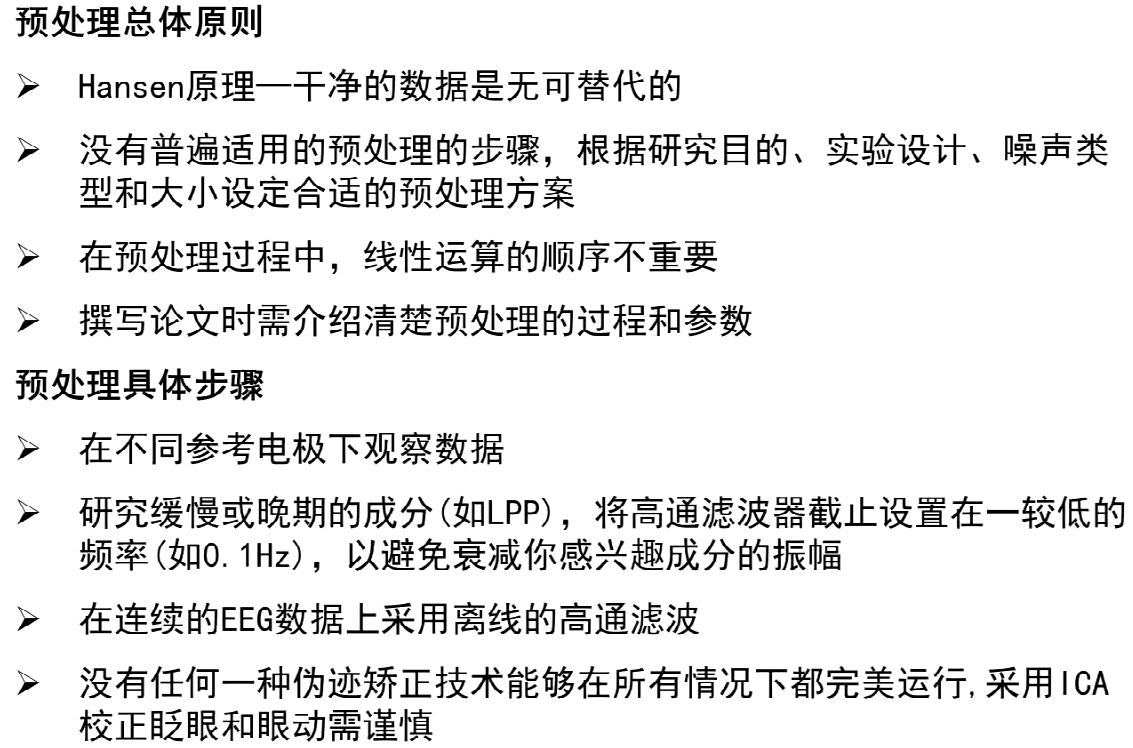 预处理总体原则
➢ Hansen原理—干净的数据是无可替代的
➢ 没有普遍适用的预处理的步骤，根据研究目的、实验设计、噪声类
型和大小设定合适的预处理方案
➢ 在预处理过程中，线性运算的顺序不重要
➢ 撰写论文时需介绍清楚预处理的过程和参数
预处理具体步骤
➢ 在不同参考电极下观察数据
➢ 研究缓慢或晚期的成分(如LPP)，将高通滤波器截止设置在一较低的
频率(如0.1Hz)，以避免衰减你感兴趣成分的振幅
➢ 在连续的EEG数据上采用离线的高通滤波
➢ 没有任何一种伪迹矫正技术能够在所有情况下都完美运行,采用ICA
校正眨眼和眼动需谨慎